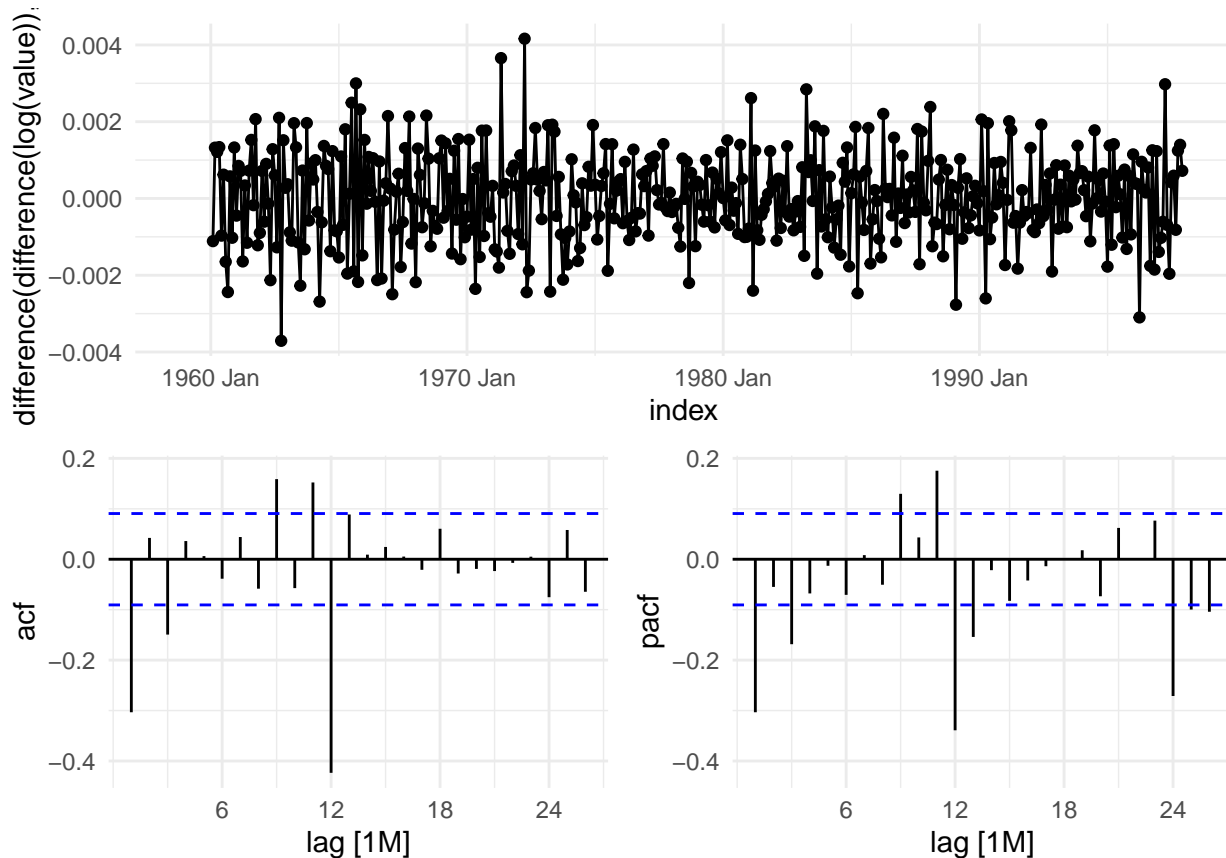 difference(difference(log(value)),
0.004
0.002
0.000
−0.002
−0.004
1960 Jan
1970 Jan
1980 Jan
1990 Jan
index
acf
0.2
0.0
−0.2
−0.4
6
12
18
24
lag [1M]
pacf
0.2
0.0
−0.2
−0.4
6
12
18
24
lag [1M]